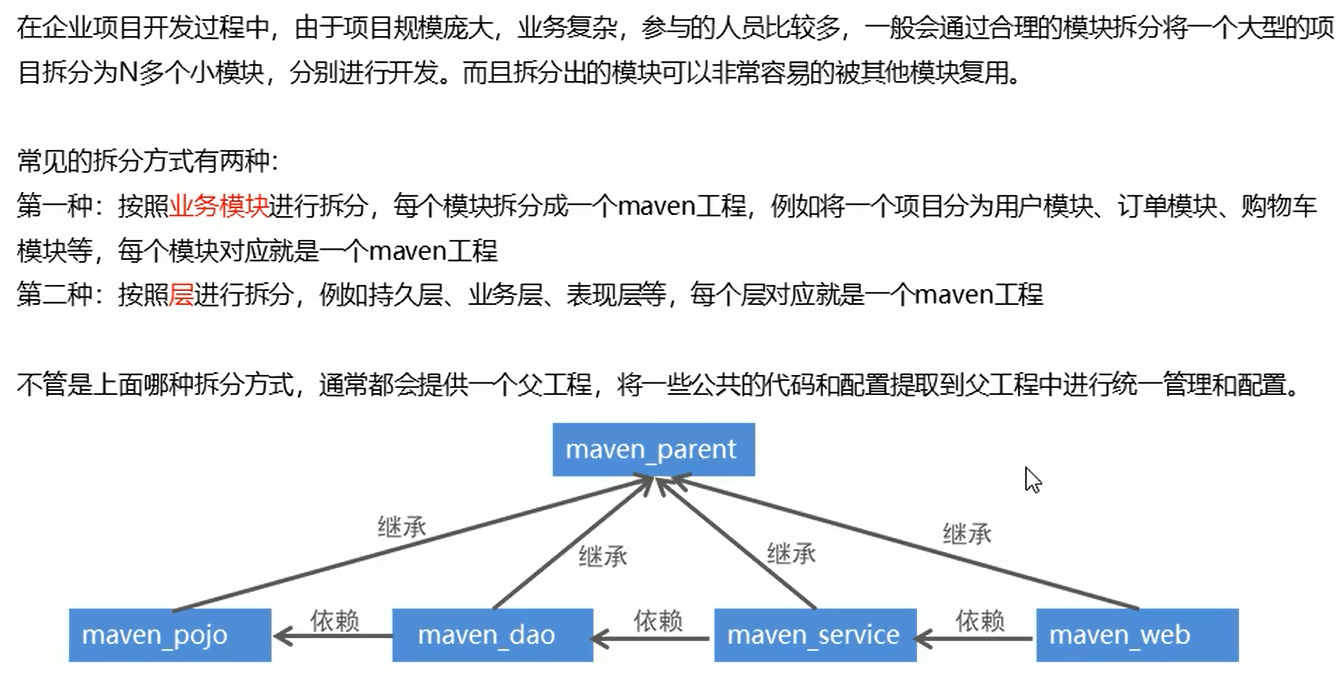 在企业项目开发过程中，由于项目规模庞大，业务复杂，参与的人员比较多，一般会通过合理的模块拆分将一个大型的项
目拆分为N多个小模块，分别进行开发。而且拆分出的模块可以非常容易的被其他模块复用。
常见的拆分方式有两种：
第一种：按照业务模块进行拆分，每个模块拆分成一个maven工程，例如将一个项目分为用户模块、订单模块、购物车
模块等，每个模块对应就是一个maven工程
第二种：按照层进行拆分，例如持久层、业务层、表现层等，每个层对应就是一个maven工程
不管是上面哪种拆分方式，通常都会提供一个父工程，将一些公共的代码和配置提取到父工程中进行统一管理和配置。
maven_parent
继承
继承
继承
继承
maven_pojo
依赖
maven_dao
依赖
maven_service
依赖
maven_web